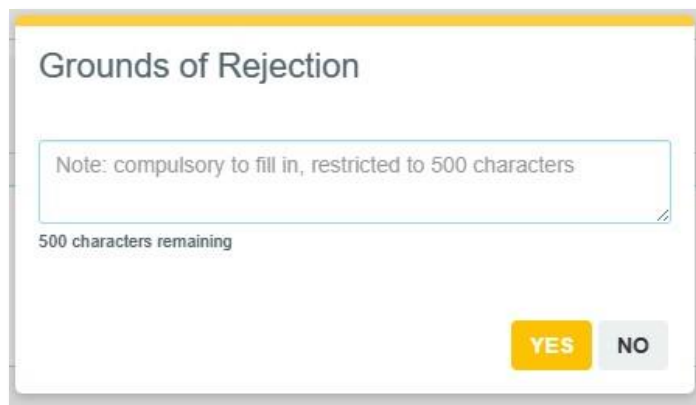 Grounds of Rejection
Note: compulsory to fill in, restricted to 500 characters
500 characters remaining
YES NO